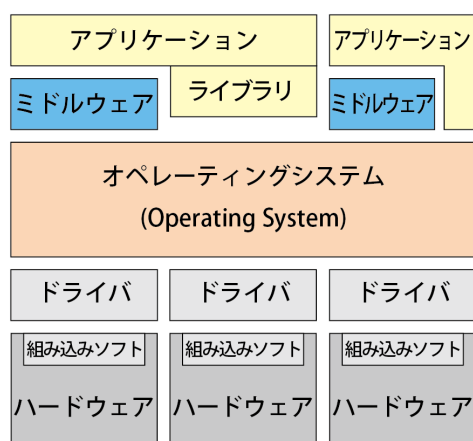 アプリケーション
アプリケーション
ミドルウェア
ライブラリ
ミドルウェア
オペレーティングシステム
(Operating System)
ドライバ
ドライバ
ドライバ
組み込みソフト
組み込みソフト
組み込みソフト
ハードウェア
ハードウェア
ハードウェア